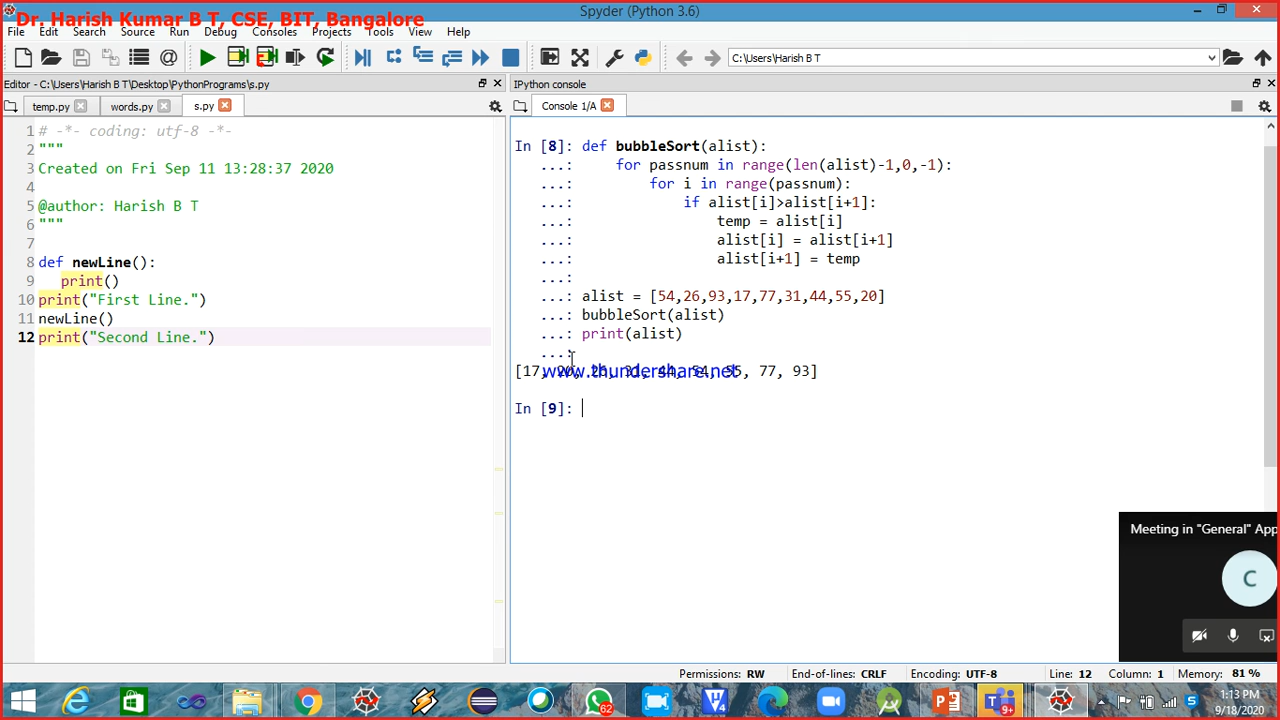 Dr. Harish Kumar B T, CSE, BIT, Bangalore
Spyder (Python 3.6)
File Edit Search Source Run Debug Consoles Projects Tools View Help
C:\Users\Harish B T
Editor - C:\Users\Harish B T\Desktop\PythonPrograms\s.py
IPython console
temp.py words.py s.py
Console 1/A
1 # -*- coding: utf-8 -*-
2 """
3 Created on Fri Sep 11 13:28:37 2020
4
5 @author: Harish B T
6 """
7
8 def newLine():
9 print()
10 print("First Line.")
11 newLine()
12 print("Second Line.")
In [8]: def bubbleSort(alist):
...: for passnum in range(len(alist)-1,0,-1):
...: for i in range(passnum):
...: if alist[i]>alist[i+1]:
...: temp = alist[i]
...: alist[i] = alist[i+1]
...: alist[i+1] = temp
...:
...: alist = [54,26,93,17,77,31,44,55,20]
...: bubbleSort(alist)
...: print(alist)
...:
[17, 20, 26, 31, 44, 54, 55, 77, 93]
www.thundershare.net
In [9]:
Meeting in "General" App
C
Permissions: RW End-of-lines: CRLF Encoding: UTF-8 Line: 12 Column: 1 Memory: 81 %
62
9+
1:13 PM
9/18/2020